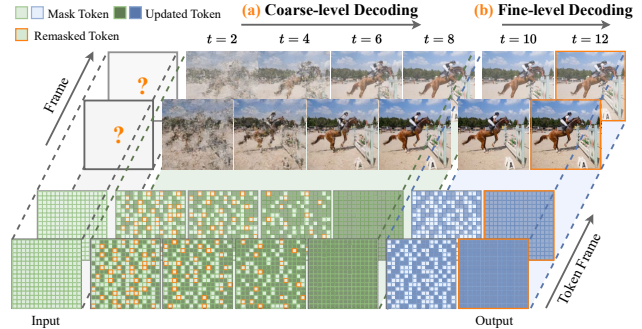 Mask Token
Updated Token
Remasked Token
(a) Coarse-level Decoding
(b) Fine-level Decoding
t = 2
t = 4
t = 6
t = 8
t = 10
t = 12
Frame
?
?
Token Frame
Input
Output